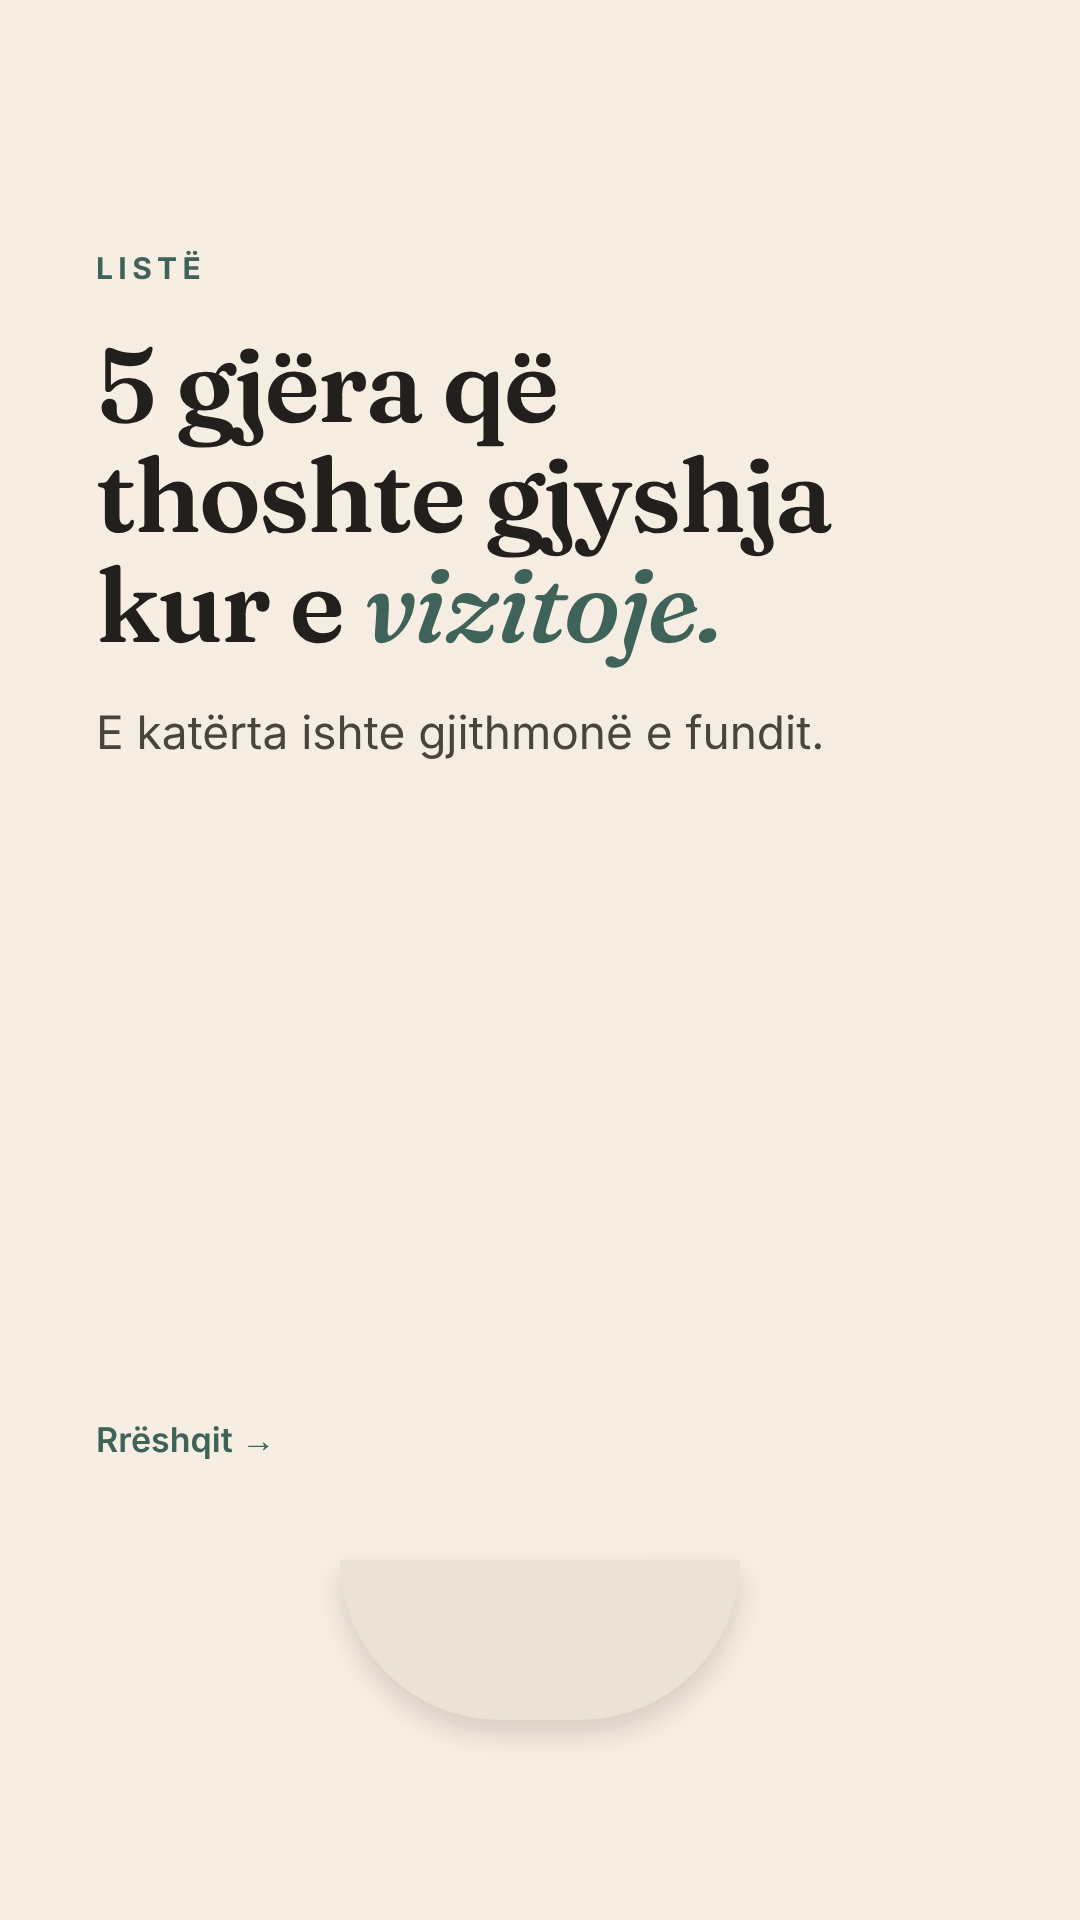 LISTË
5 gjëra që
thoshte gjyshja
kur e vizitoje.
E katërta ishte gjithmonë e fundit.
Rrëshqit →